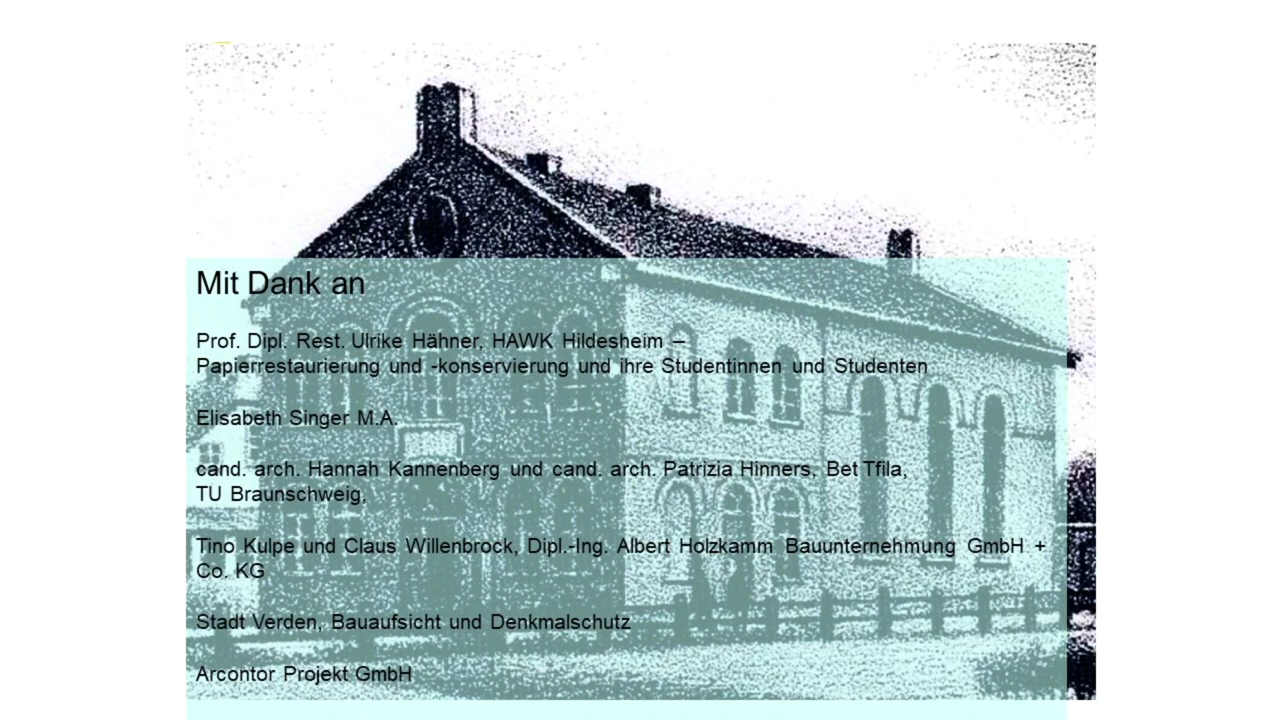 Mit Dank an
Prof. Dipl. Rest. Ulrike Hähner, HAWK Hildesheim –
Papierrestaurierung und -konservierung und ihre Studentinnen und Studenten
Elisabeth Singer M.A.
cand. arch. Hannah Kannenberg und cand. arch. Patrizia Hinners, Bet Tfila,
TU Braunschweig,
Tino Kulpe und Claus Willenbrock, Dipl.-Ing. Albert Holzkamm Bauunternehmung GmbH +
Co. KG
Stadt Verden, Bauaufsicht und Denkmalschutz
Arcontor Projekt GmbH